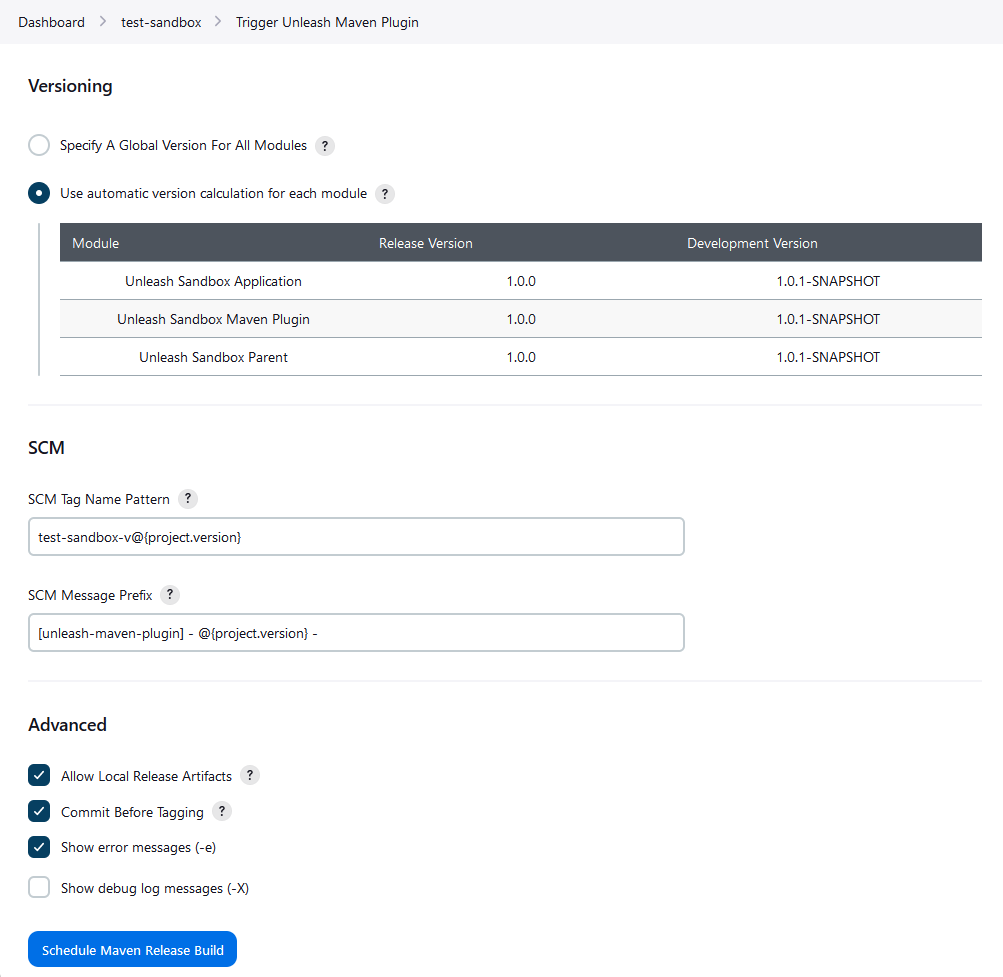 Dashboard > test-sandbox > Trigger Unleash Maven Plugin
Versioning
Specify A Global Version For All Modules ?
Use automatic version calculation for each module ?
Module Release Version Development Version
Unleash Sandbox Application 1.0.0 1.0.1-SNAPSHOT
Unleash Sandbox Maven Plugin 1.0.0 1.0.1-SNAPSHOT
Unleash Sandbox Parent 1.0.0 1.0.1-SNAPSHOT
SCM
SCM Tag Name Pattern ?
test-sandbox-v@{project.version}
SCM Message Prefix ?
[unleash-maven-plugin] - @{project.version} -
Advanced
Allow Local Release Artifacts ?
Commit Before Tagging ?
Show error messages (-e)
Show debug log messages (-X)
Schedule Maven Release Build